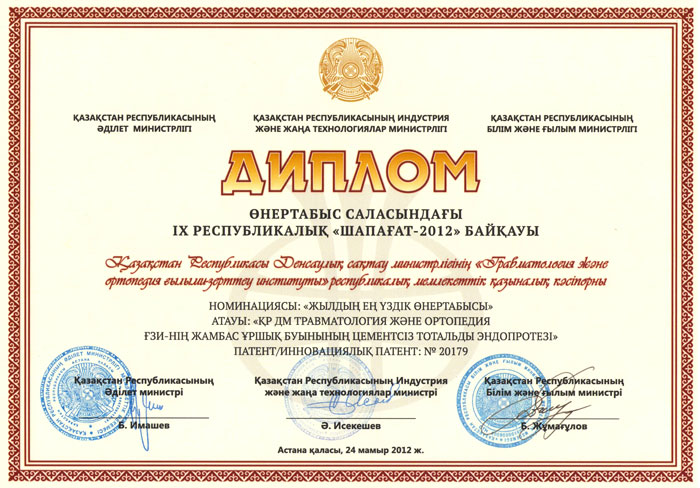 ҚАЗАҚСТАН РЕСПУБЛИКАСЫНЫҢ
ӘДІЛЕТ МИНИСТРЛІГІ
ҚАЗАҚСТАН РЕСПУБЛИКАСЫНЫҢ ИНДУСТРИЯ
ЖӘНЕ ЖАҢА ТЕХНОЛОГИЯЛАР МИНИСТРЛІГІ
ҚАЗАҚСТАН РЕСПУБЛИКАСЫНЫҢ
БІЛІМ ЖӘНЕ ҒЫЛЫМ МИНИСТРЛІГІ
ДИПЛОМ
ӨНЕРТАБЫС САЛАСЫНДАҒЫ
IX РЕСПУБЛИКАЛЫҚ «ШАПАҒАТ-2012» БАЙҚАУЫ
Қазақстан Республикасы Денсаулық сақтау министрлігінің «Травматология және
ортопедия ғылыми-зерттеу институты» республикалық мемлекеттік қазыналық кәсіпорны
НОМИНАЦИЯСЫ: «ЖЫЛДЫҢ ЕҢ ҮЗДІК ӨНЕРТАБЫСЫ»
АТАУЫ: «ҚР ДМ ТРАВМАТОЛОГИЯ ЖӘНЕ ОРТОПЕДИЯ
ҒЗИ-НІҢ ЖАМБАС ҰРШЫҚ БУЫНЫНЫҢ ЦЕМЕНТСІЗ ТОТАЛЬДЫ ЭНДОПРОТЕЗІ»
ПАТЕНТ/ИННОВАЦИЯЛЫҚ ПАТЕНТ: № 20179
Қазақстан Республикасының
Әділет министрі
Б. Имашев
Қазақстан Республикасының Индустрия
және жаңа технологиялар министрі
Ә. Исекешев
Қазақстан Республикасының
Білім және ғылым министрі
Б. Жұмағұлов
Астана қаласы, 24 мамыр 2012 ж.